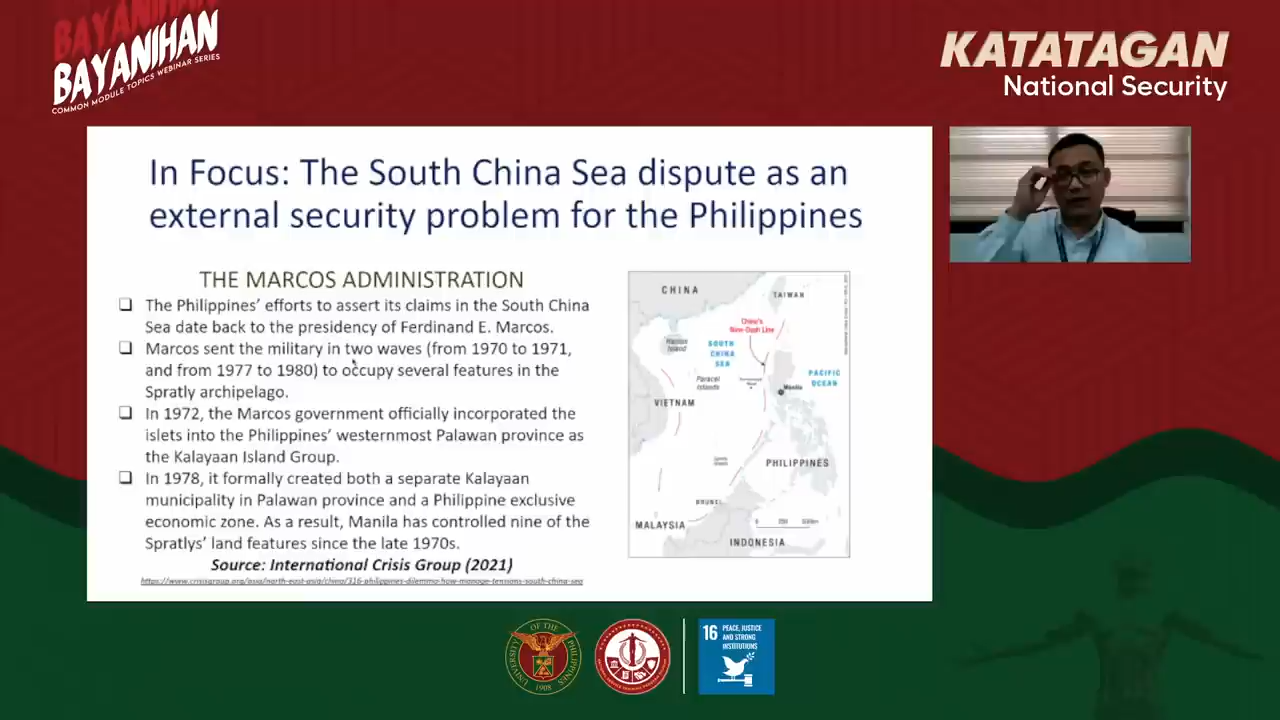 BAYANIHAN
BAYANIHAN
COMMON MODULE TOPICS WEBINAR SERIES
KATATAGAN
National Security
In Focus: The South China Sea dispute as an
external security problem for the Philippines
THE MARCOS ADMINISTRATION
The Philippines’ efforts to assert its claims in the South China
Sea date back to the presidency of Ferdinand E. Marcos.
Marcos sent the military in two waves (from 1970 to 1971,
and from 1977 to 1980) to occupy several features in the
Spratly archipelago.
In 1972, the Marcos government officially incorporated the
islets into the Philippines’ westernmost Palawan province as
the Kalayaan Island Group.
In 1978, it formally created both a separate Kalayaan
municipality in Palawan province and a Philippine exclusive
economic zone. As a result, Manila has controlled nine of the
Spratlys’ land features since the late 1970s.
Source: International Crisis Group (2021)
https://www.crisisgroup.org/asia/north-east-asia/china/316-philippines-dilemma-how-manage-tensions-south-china-sea
CHINA
TAIWAN
China's
Nine-Dash Line
Hainan
Island
SOUTH
CHINA
SEA
PACIFIC
OCEAN
Paracel
Islands
Manila
VIETNAM
PHILIPPINES
BRUNEI
MALAYSIA
INDONESIA
UNIVERSITY OF THE PHILIPPINES
1908
16 PEACE, JUSTICE
AND STRONG
INSTITUTIONS